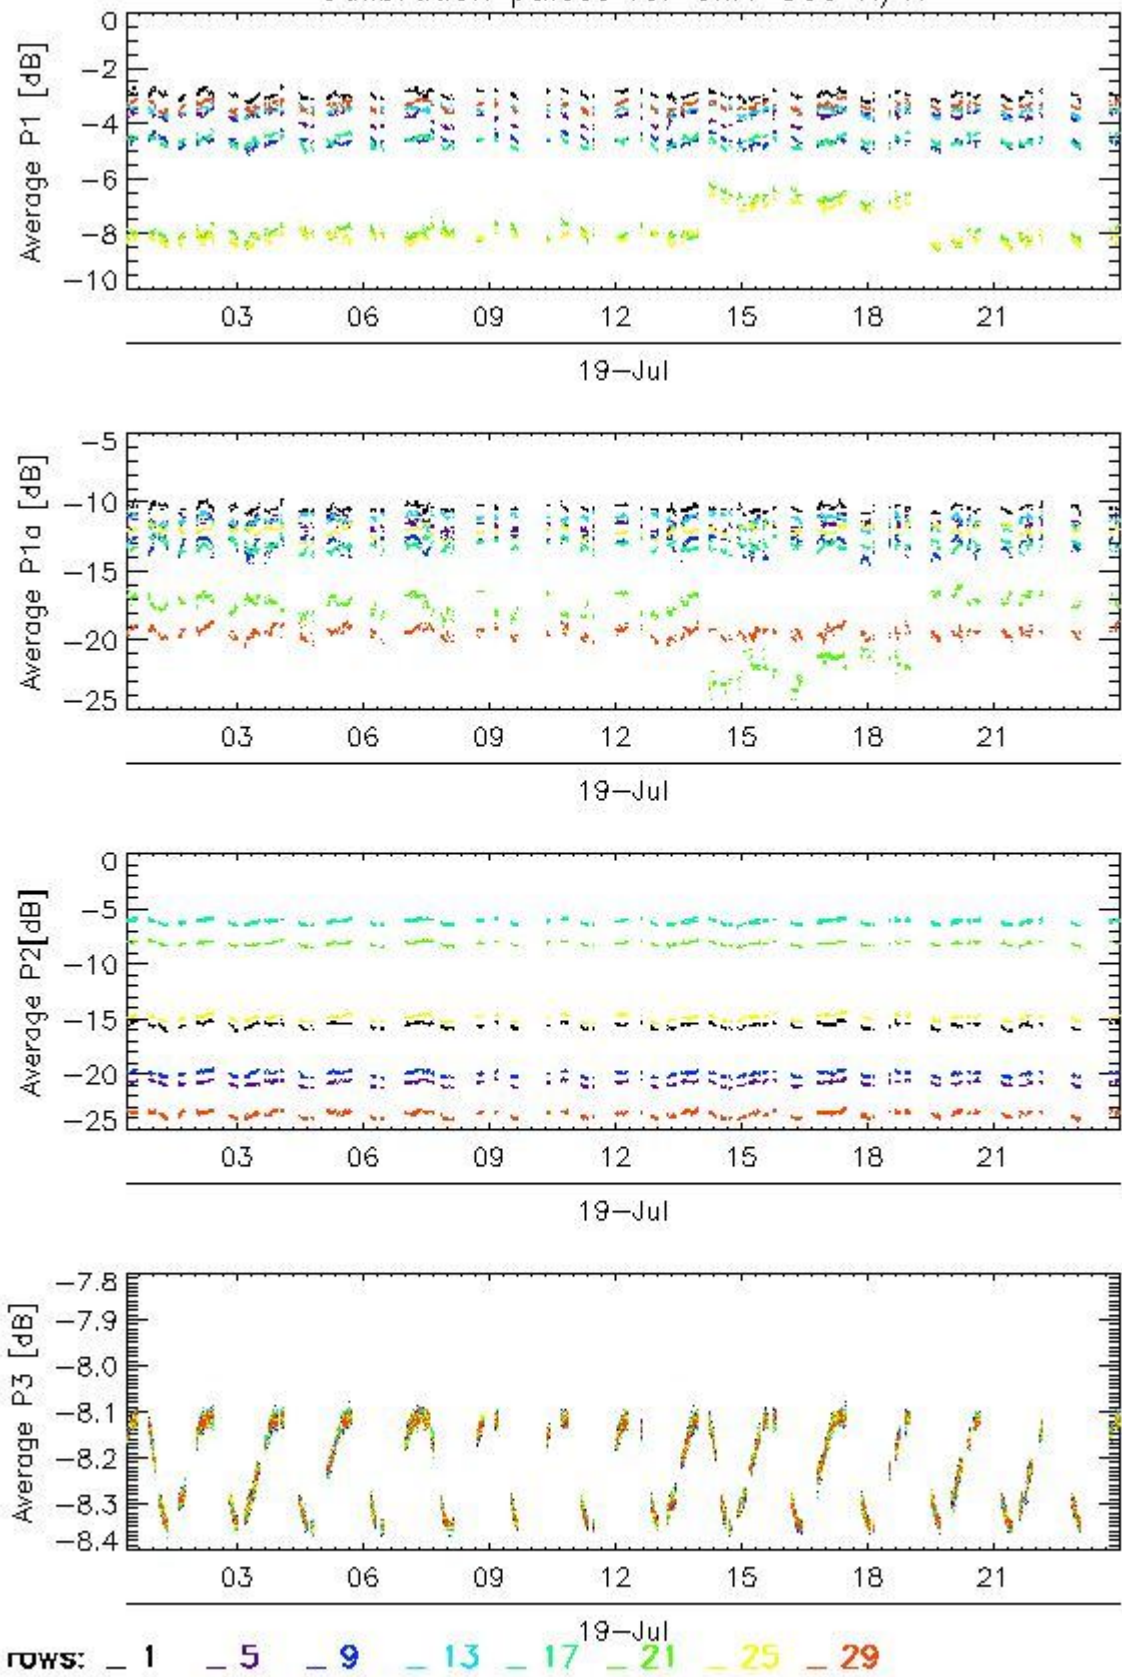 0
-2
-4
-6
-8
-10
Average P1 [dB]
03 06 09 12 15 18 21
19-Jul
-5
-10
-15
-20
-25
Average P1a [dB]
03 06 09 12 15 18 21
19-Jul
0
-5
-10
-15
-20
-25
Average P2[dB]
03 06 09 12 15 18 21
19-Jul
-7.8
-7.9
-8.0
-8.1
-8.2
-8.3
-8.4
Average P3 [dB]
03 06 09 12 15 18 21
19-Jul
rows: _ 1 _ 5 _ 9 _ 13 _ 17 _ 21 _ 25 _ 29